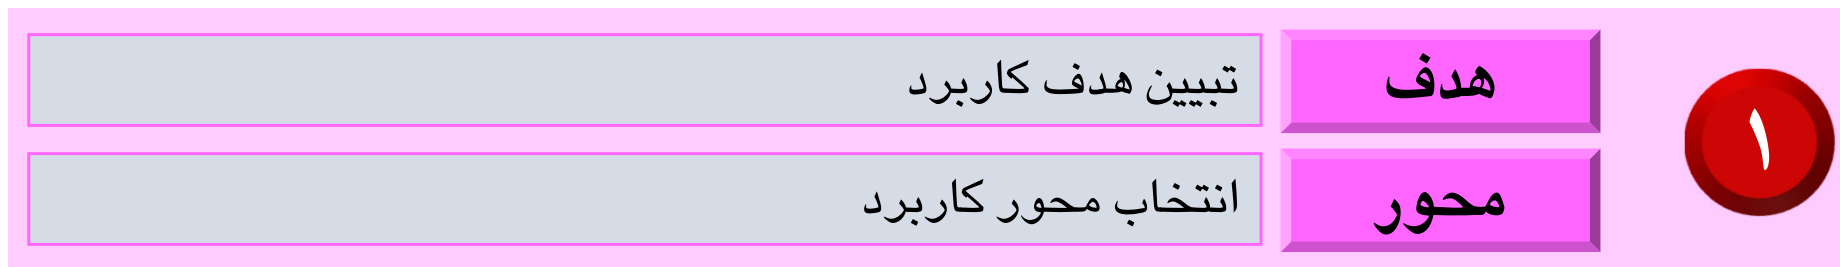 ۱
هدف
تبیین هدف کاربرد
محور
انتخاب محور کاربرد